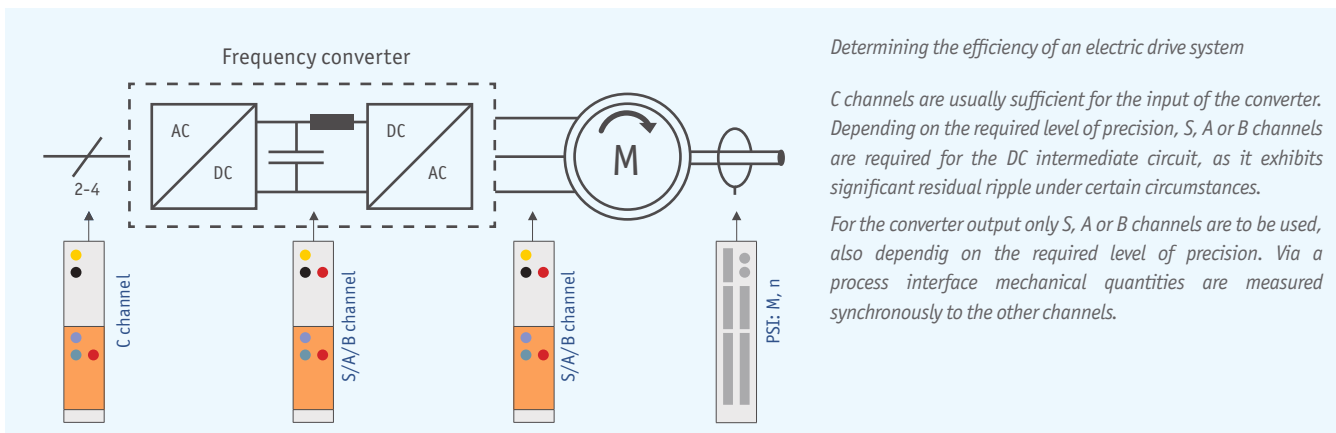 Frequency converter
AC
DC
DC
AC
2-4
M
C channel
S/A/B channel
S/A/B channel
PSI: M, n
Determining the efficiency of an electric drive system
C channels are usually sufficient for the input of the converter.
Depending on the required level of precision, S, A or B channels
are required for the DC intermediate circuit, as it exhibits
significant residual ripple under certain circumstances.
For the converter output only S, A or B channels are to be used,
also dependig on the required level of precision. Via a
process interface mechanical quantities are measured
synchronously to the other channels.